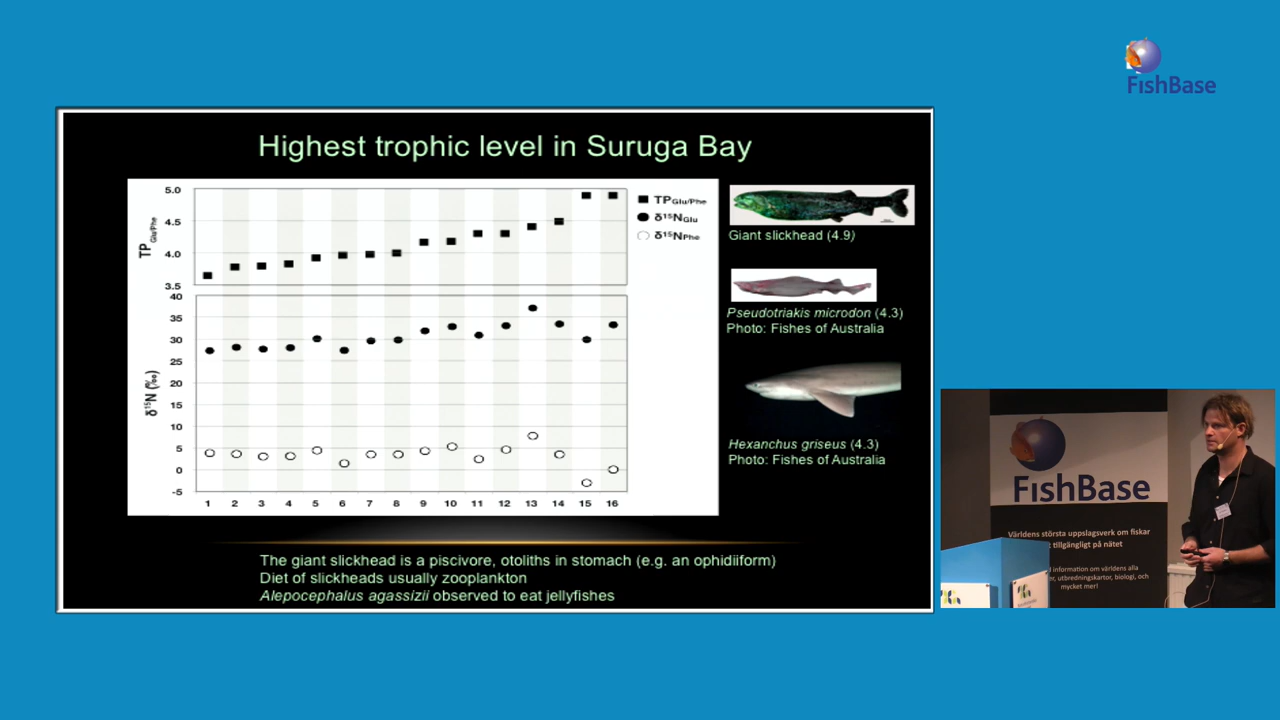 FishBase
Highest trophic level in Suruga Bay
TP Glu/Phe
5.0
4.5
4.0
3.5
TPGlu/Phe
δ¹⁵NGlu
δ¹⁵NPhe
δ¹⁵N (‰)
40
35
30
25
20
15
10
5
0
-5
1 2 3 4 5 6 7 8 9 10 11 12 13 14 15 16
Giant slickhead (4.9)
Pseudotriakis microdon (4.3)
Photo: Fishes of Australia
Hexanchus griseus (4.3)
Photo: Fishes of Australia
The giant slickhead is a piscivore, otoliths in stomach (e.g. an ophidiiform)
Diet of slickheads usually zooplankton
Alepocephalus agassizii observed to eat jellyfishes
FishBase
Världens största uppslagsverk om fiskar
tillgängligt på nätet
information om världens alla
utbredningskartor, biologi, och
mycket mer!